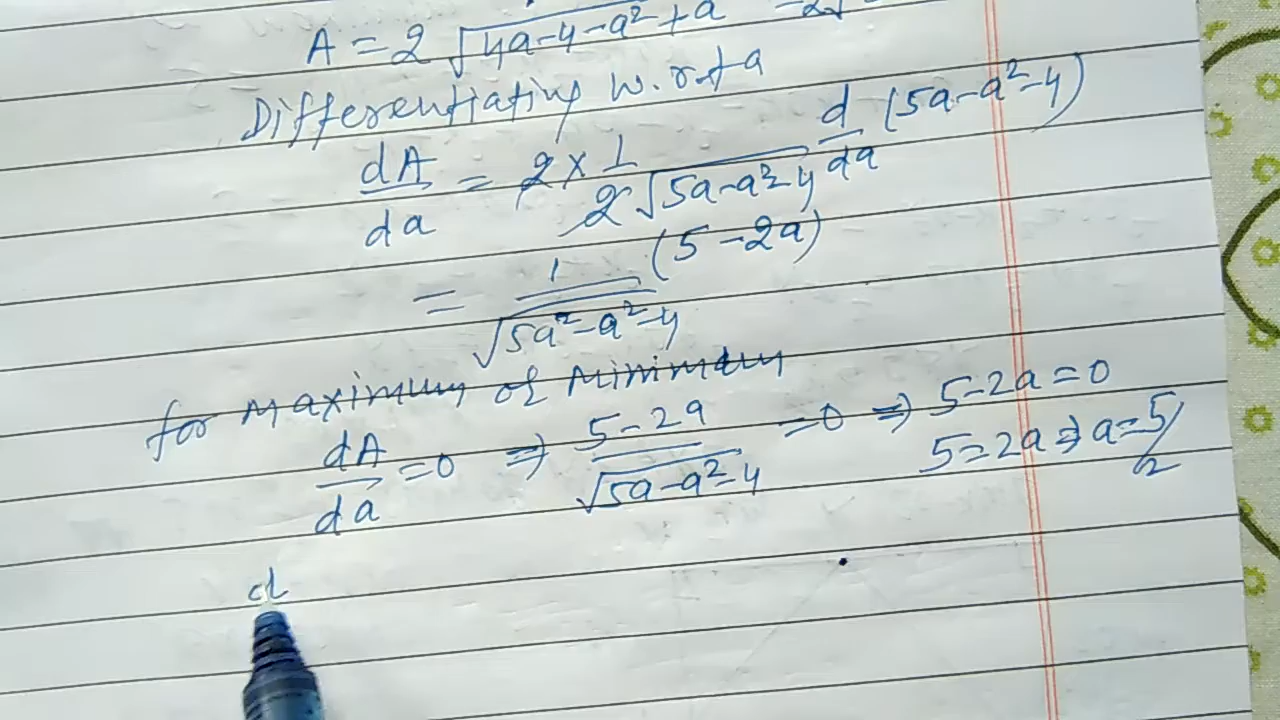 A = 2 √4a-4-a²+a = 2√
Differentiating w.r.t a
dA/da = 2 × 1/2√5a-a²-4 d/da (5a-a²-4)
= 1/√5a²-a²-4 (5-2a)
for Maximum of Minimum
dA/da = 0 ⇒ 5-2a/√5a-a²-4 = 0 ⇒ 5-2a = 0
5=2a ⇒ a=5/2
d